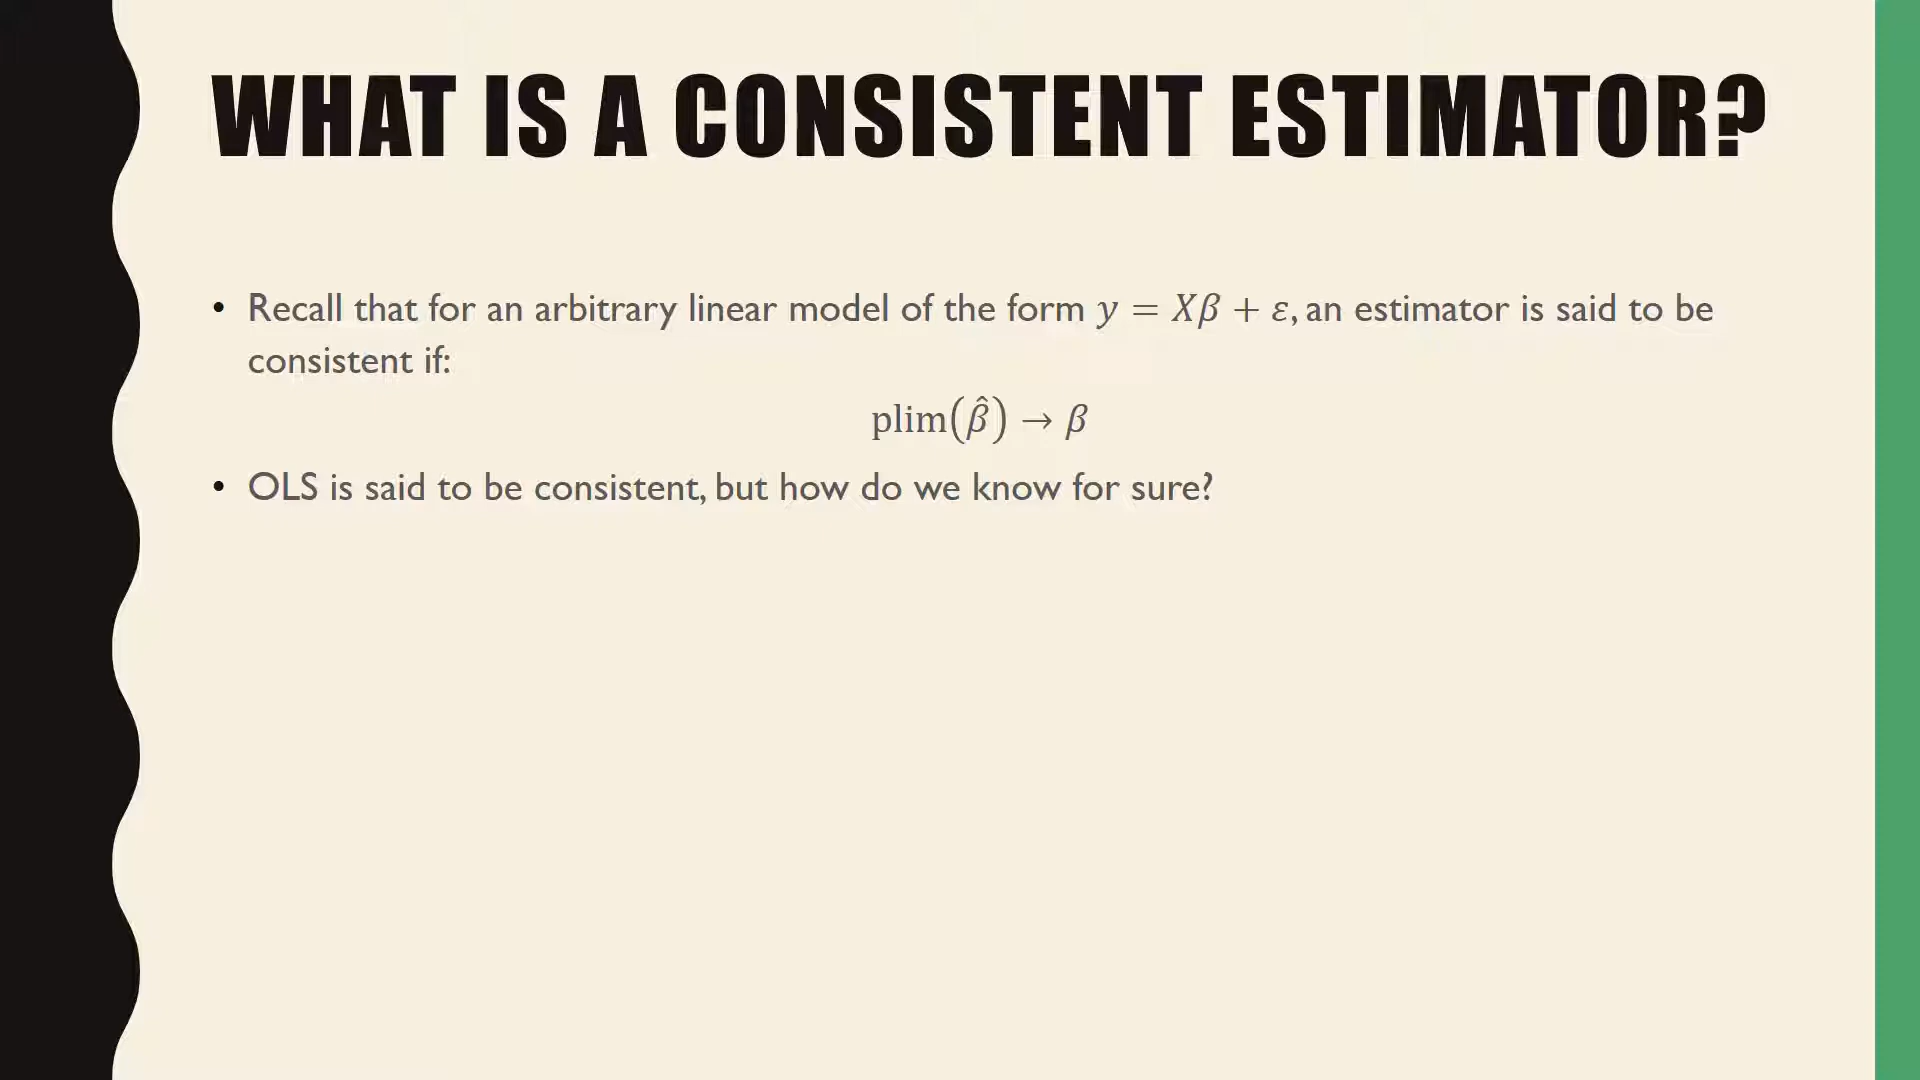 WHAT IS A CONSISTENT ESTIMATOR?
• Recall that for an arbitrary linear model of the form y = Xβ + ε, an estimator is said to be
consistent if:
plim(β̂) → β
• OLS is said to be consistent, but how do we know for sure?